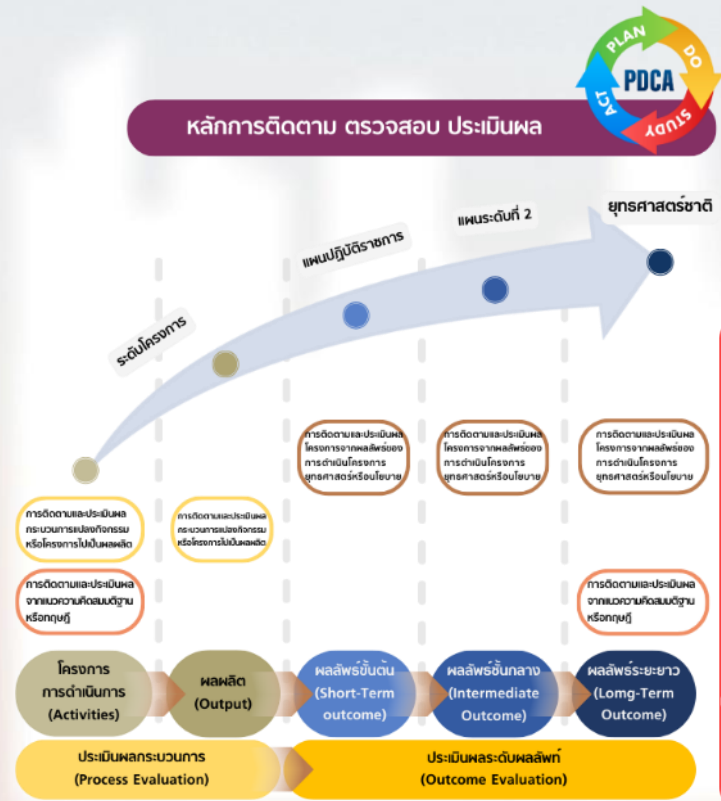 PLAN
DO
PDCA
ACT
STUDY
หลักการติดตาม ตรวจสอบ ประเมินผล
ยุทธศาสตร์ชาติ
แผนระดับที่ 2
แผนปฏิบัติราชการ
ระดับโครงการ
การติดตามและประเมินผล
โครงการจากผลลัพธ์ของ
การดำเนินโครงการ
ยุทธศาสตร์หรือนโยบาย
การติดตามและประเมินผล
โครงการจากผลลัพธ์ของ
การดำเนินโครงการ
ยุทธศาสตร์หรือนโยบาย
การติดตามและประเมินผล
โครงการจากผลลัพธ์ของ
การดำเนินโครงการ
ยุทธศาสตร์หรือนโยบาย
การติดตามและประเมินผล
กระบวนการแปลงกิจกรรม
หรือโครงการไปเป็นผลผลิต
การติดตามและประเมินผล
กระบวนการแปลงกิจกรรม
หรือโครงการไปเป็นผลผลิต
การติดตามและประเมินผล
จากแนวความคิดสมมติฐาน
หรือทฤษฎี
การติดตามและประเมินผล
จากแนวความคิดสมมติฐาน
หรือทฤษฎี
โครงการ
การดำเนินการ
(Activities)
ผลผลิต
(Output)
ผลลัพธ์ขั้นต้น
(Short-Term
outcome)
ผลลัพธ์ชั้นกลาง
(Intermediate
Outcome)
ผลลัพธ์ระยะยาว
(Lomg-Term
Outcome)
ประเมินผลกระบวนการ
(Process Evaluation)
ประเมินผลระดับผลลัพท์
(Outcome Evaluation)